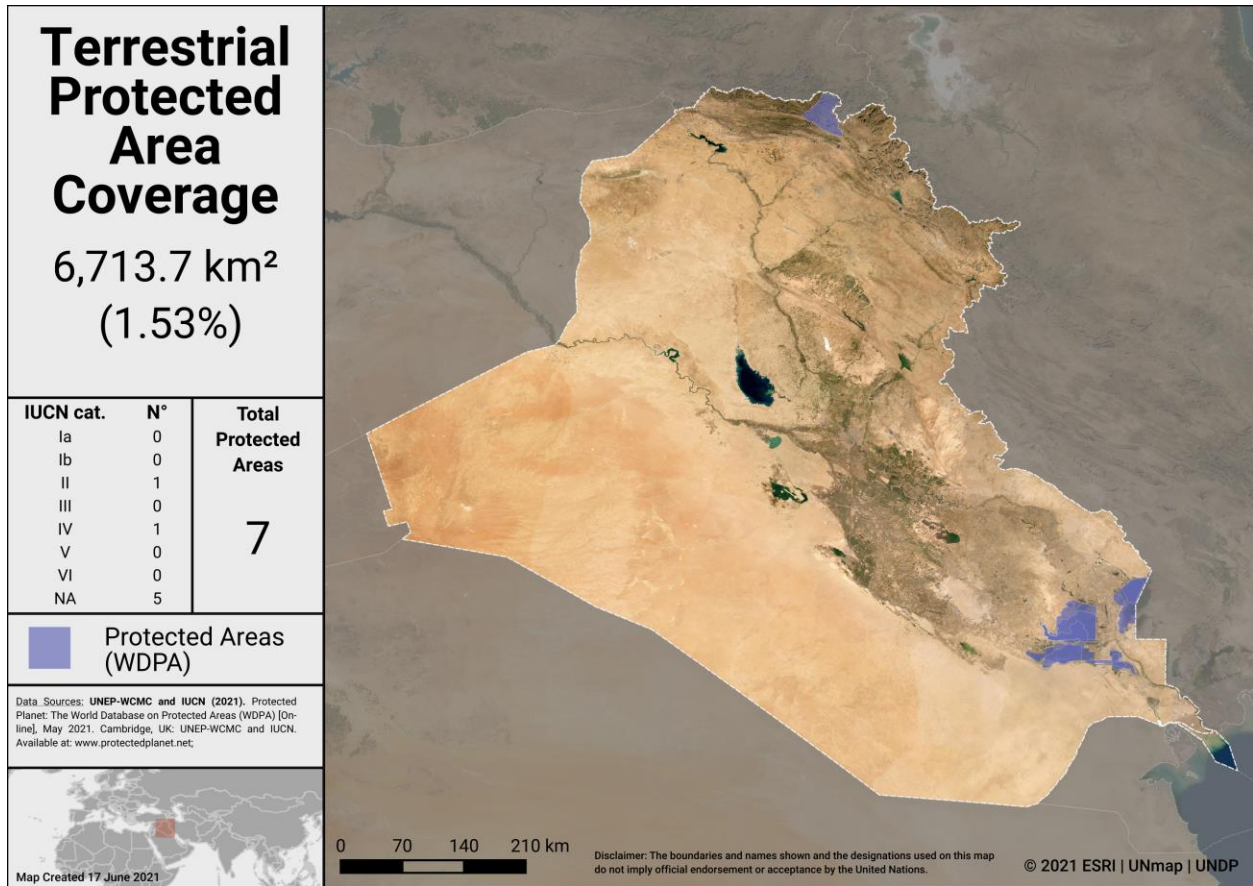 Terrestrial
Protected
Area
Coverage
6,713.7 km²
(1.53%)
IUCN cat. N°
Ia 0
Ib 0
II 1
III 0
IV 1
V 0
VI 0
NA 5
Total
Protected
Areas
7
Protected Areas
(WDPA)
Data Sources: UNEP-WCMC and IUCN (2021). Protected
Planet: The World Database on Protected Areas (WDPA) [On-
line], May 2021. Cambridge, UK: UNEP-WCMC and IUCN.
Available at: www.protectedplanet.net;
Map Created 17 June 2021
0 70 140 210 km
Disclaimer: The boundaries and names shown and the designations used on this map
do not imply official endorsement or acceptance by the United Nations.
© 2021 ESRI | UNmap | UNDP